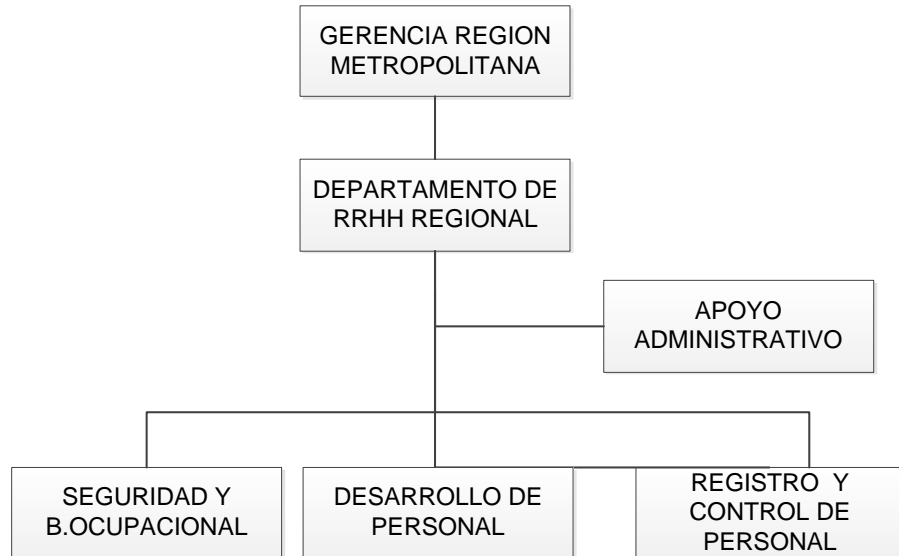 GERENCIA REGION
METROPOLITANA
DEPARTAMENTO DE
RRHH REGIONAL
APOYO
ADMINISTRATIVO
SEGURIDAD Y
B.OCUPACIONAL
DESARROLLO DE
PERSONAL
REGISTRO Y
CONTROL DE
PERSONAL